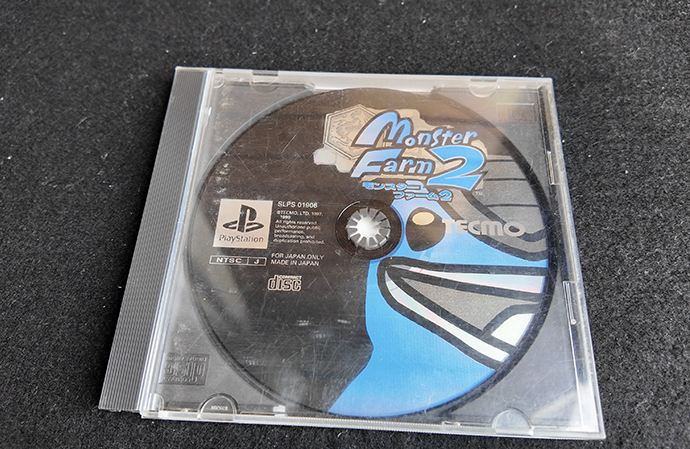 Monster
Farm 2
モンスター
ファーム2
SLPS 01906
©TECMO, LTD. 1997,
1999
All rights reserved.
Unauthorized public
performance,
broadcasting, and
duplication prohibited.
TECMO
PlayStation
NTSC J
FOR JAPAN ONLY
MADE IN JAPAN
COMPACT
disc